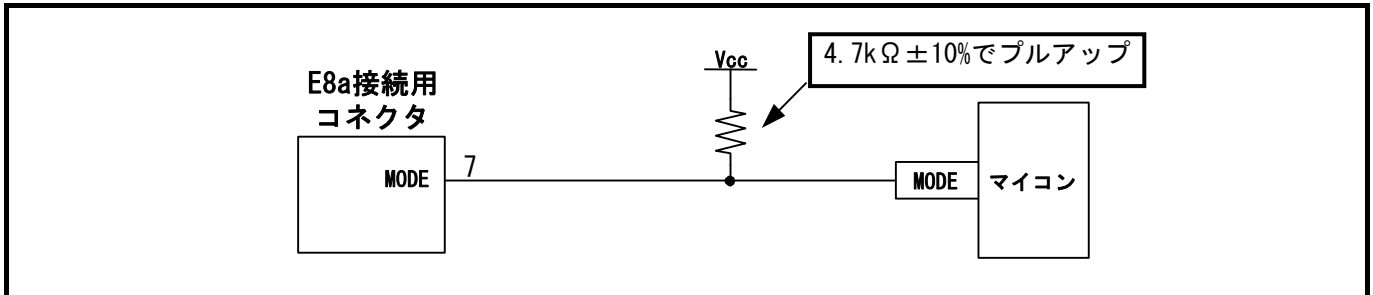 Vcc
4.7kΩ±10%でプルアップ
E8a接続用
コネクタ
MODE
7
MODE
マイコン